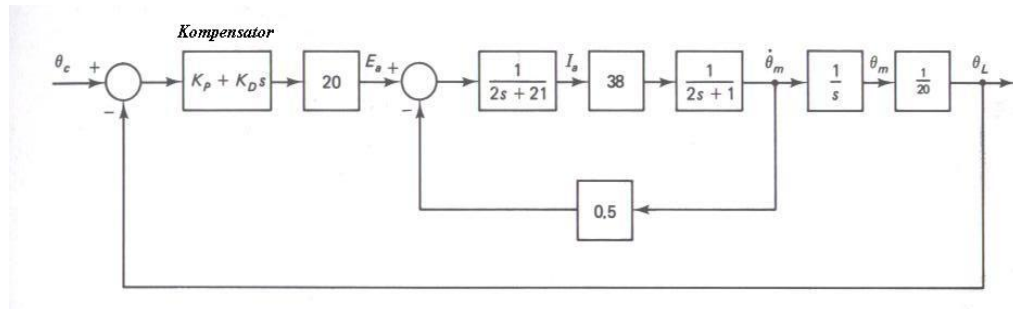 Kompensator
θc + −
Kp + KDs
20
Ea + −
1
2s + 21
Ia
38
1
2s + 1
θ̇m
1
s
θm
1
20
θL
0.5